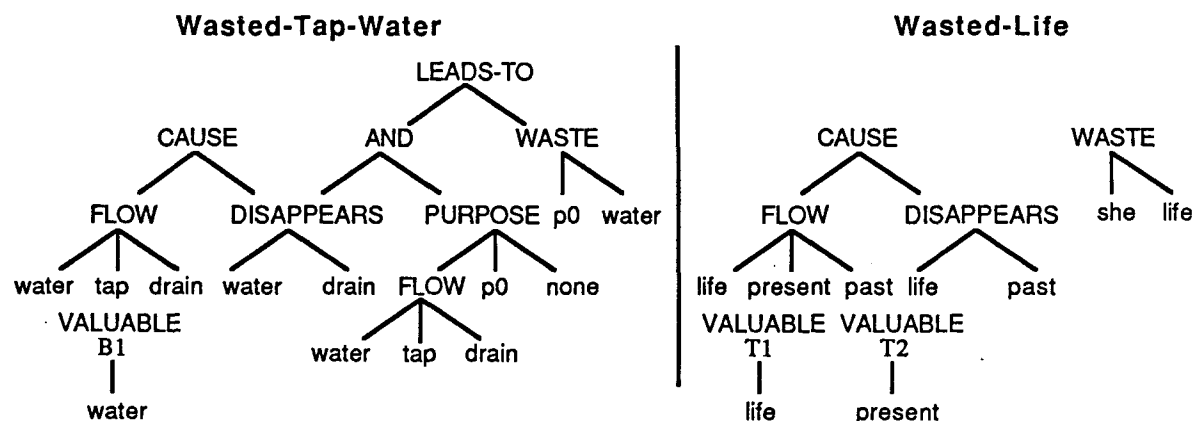 Wasted-Tap-Water Wasted-Life
LEADS-TO
CAUSE AND WASTE CAUSE WASTE
FLOW DISAPPEARS PURPOSE p0 water FLOW DISAPPEARS she life
water tap drain water drain FLOW p0 none life present past life past
VALUABLE VALUABLE VALUABLE
B1 water tap drain T1 T2
water life present